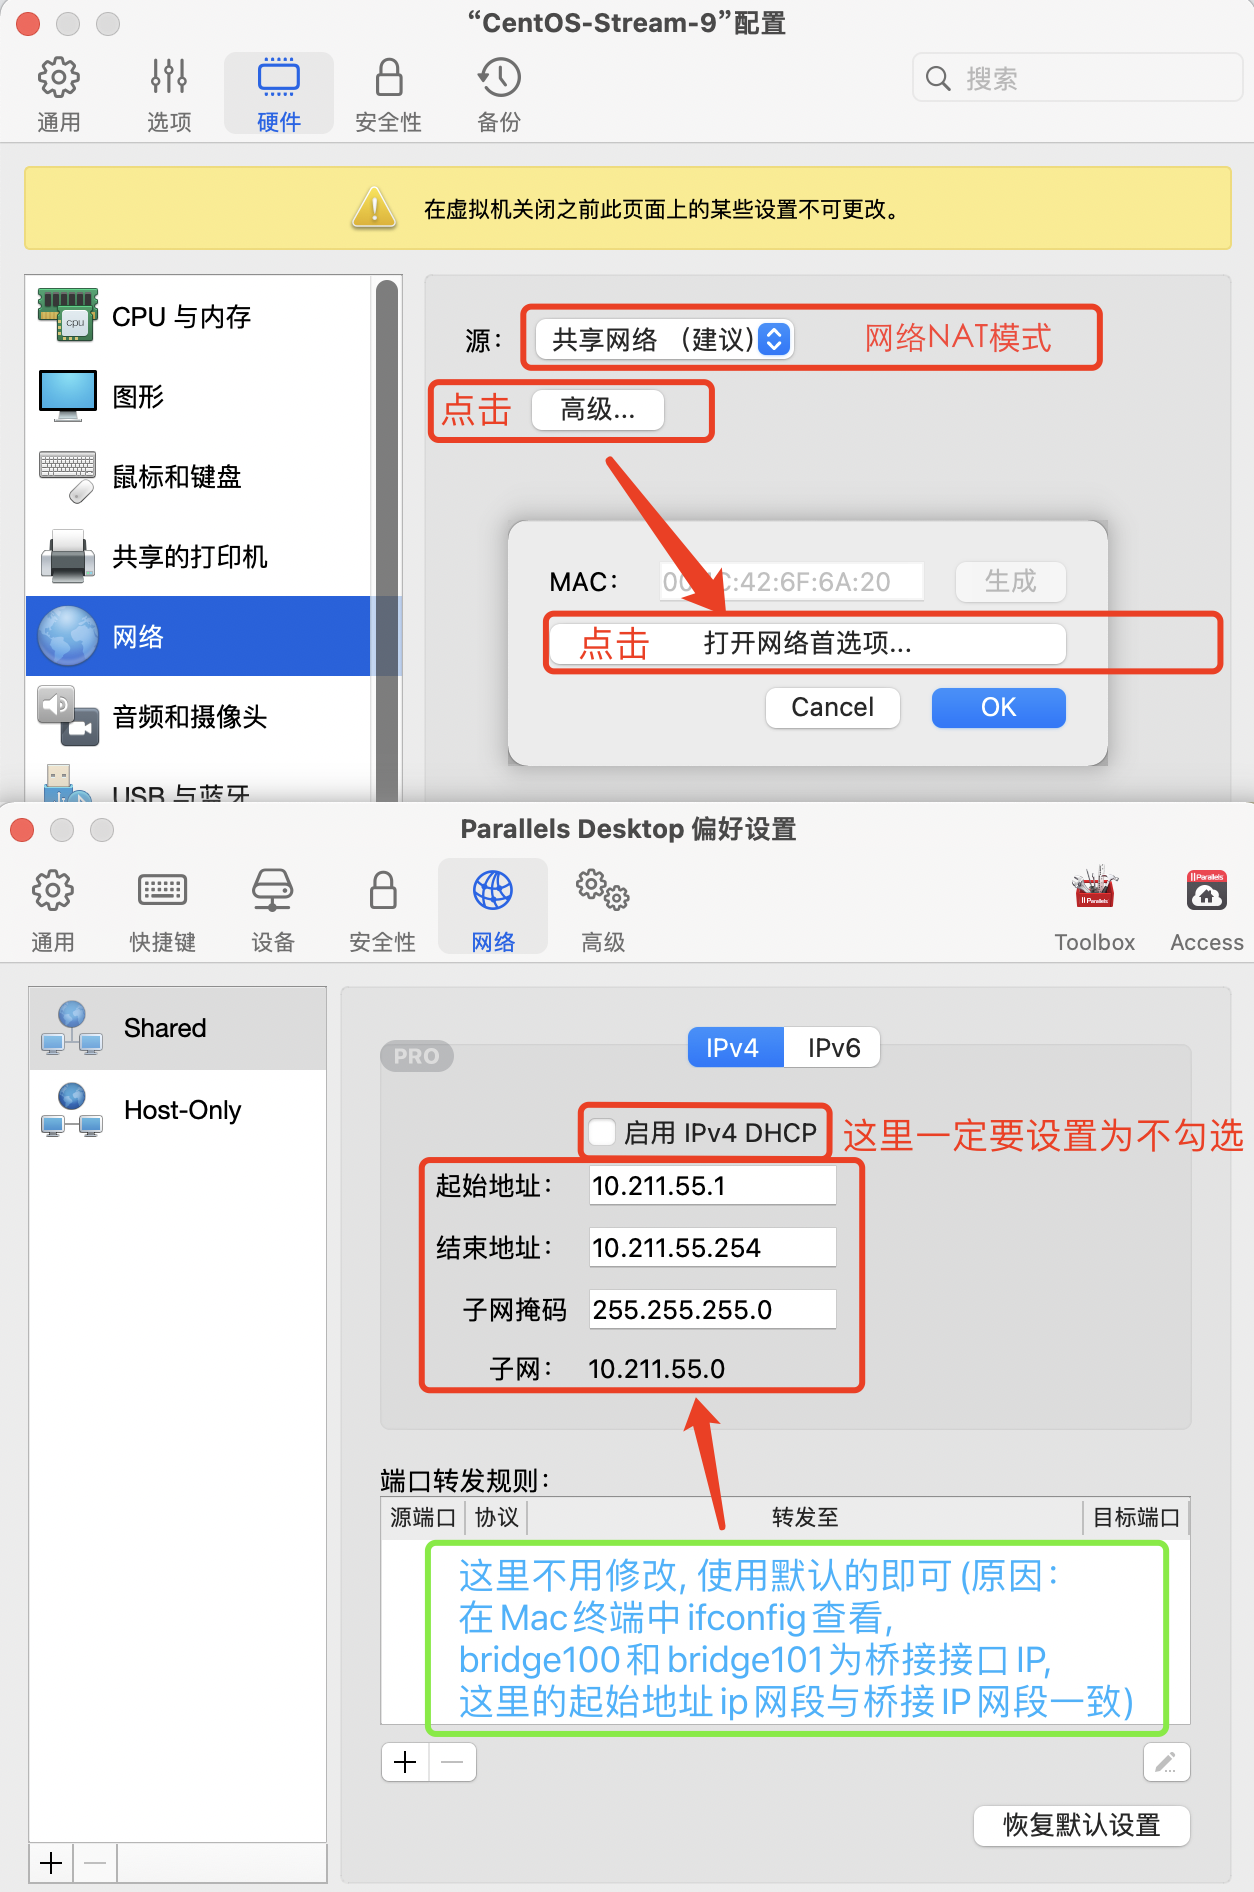 “CentOS-Stream-9”配置
通用
选项
硬件
安全性
备份
搜索
在虚拟机关闭之前此页面上的某些设置不可更改。
CPU 与内存
cpu
图形
鼠标和键盘
共享的打印机
网络
音频和摄像头
USB 与蓝牙
源：
共享网络 （建议）
网络NAT模式
点击
高级...
MAC：
C:42:6F:6A:20
生成
点击
打开网络首选项...
Cancel
OK
Parallels Desktop 偏好设置
通用
快捷键
设备
安全性
网络
高级
Parallels
Toolbox
Parallels
Access
Shared
Host-Only
PRO
IPv4
IPv6
启用 IPv4 DHCP
这里一定要设置为不勾选
起始地址：
10.211.55.1
结束地址：
10.211.55.254
子网掩码
255.255.255.0
子网：
10.211.55.0
端口转发规则：
源端口
协议
转发至
目标端口
这里不用修改, 使用默认的即可 (原因：
在 Mac 终端中 ifconfig 查看,
bridge100 和 bridge101 为桥接接口 IP,
这里的起始地址 ip 网段与桥接 IP 网段一致)
恢复默认设置